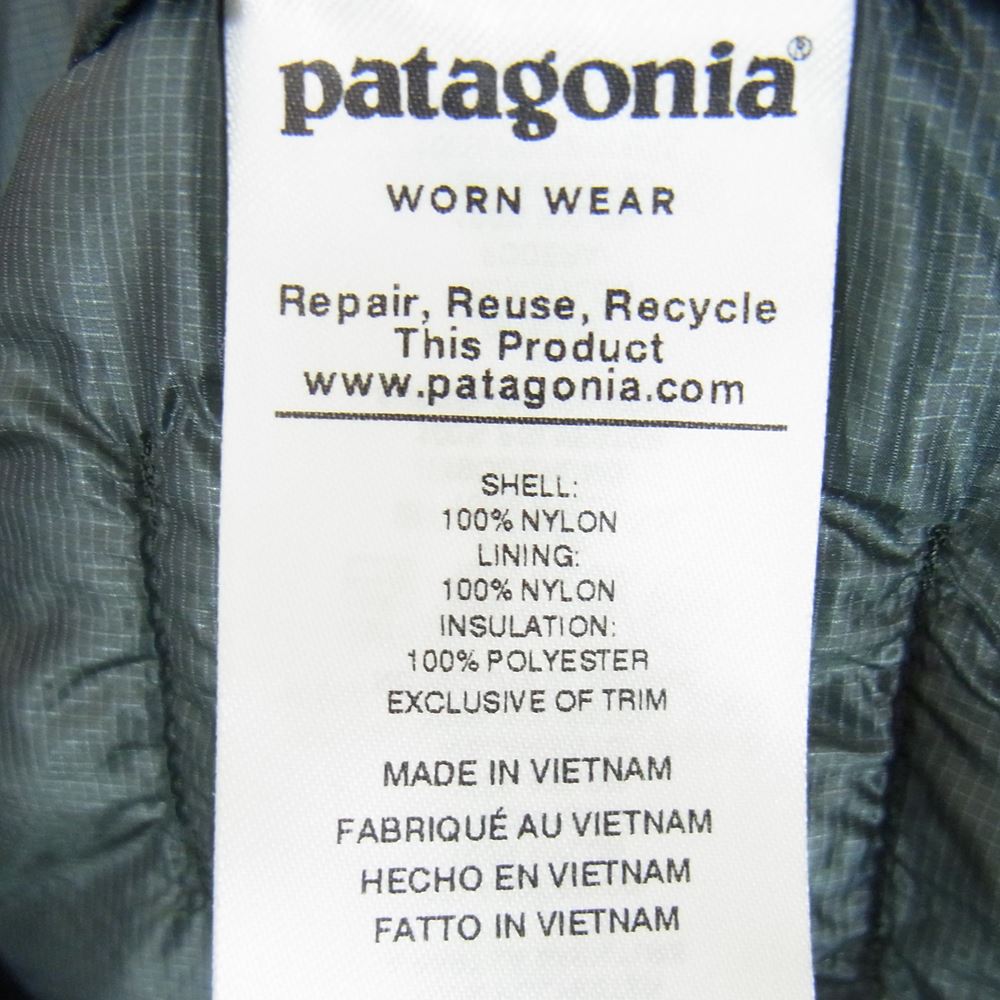 patagonia®
WORN WEAR
Repair, Reuse, Recycle
This Product
www.patagonia.com
SHELL:
100% NYLON
LINING:
100% NYLON
INSULATION:
100% POLYESTER
EXCLUSIVE OF TRIM
MADE IN VIETNAM
FABRIQUÉ AU VIETNAM
HECHO EN VIETNAM
FATTO IN VIETNAM